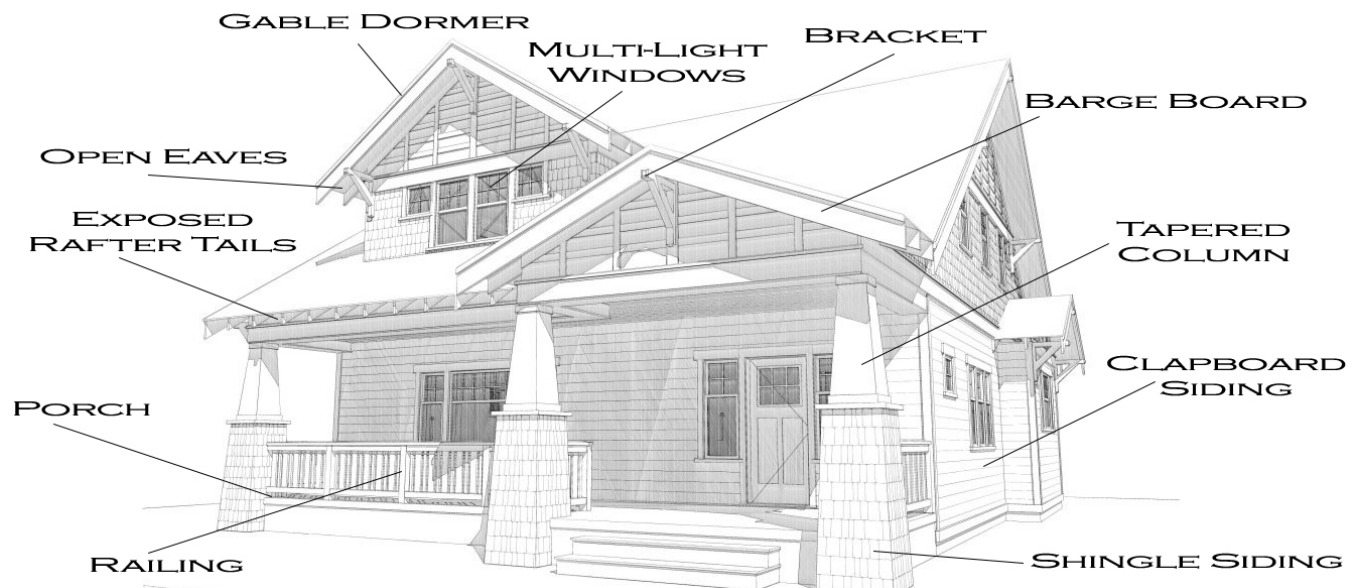 Gable Dormer
Multi-Light
Windows
Bracket
Barge Board
Open Eaves
Exposed
Rafter Tails
Tapered
Column
Clapboard
Siding
Porch
Railing
Shingle Siding